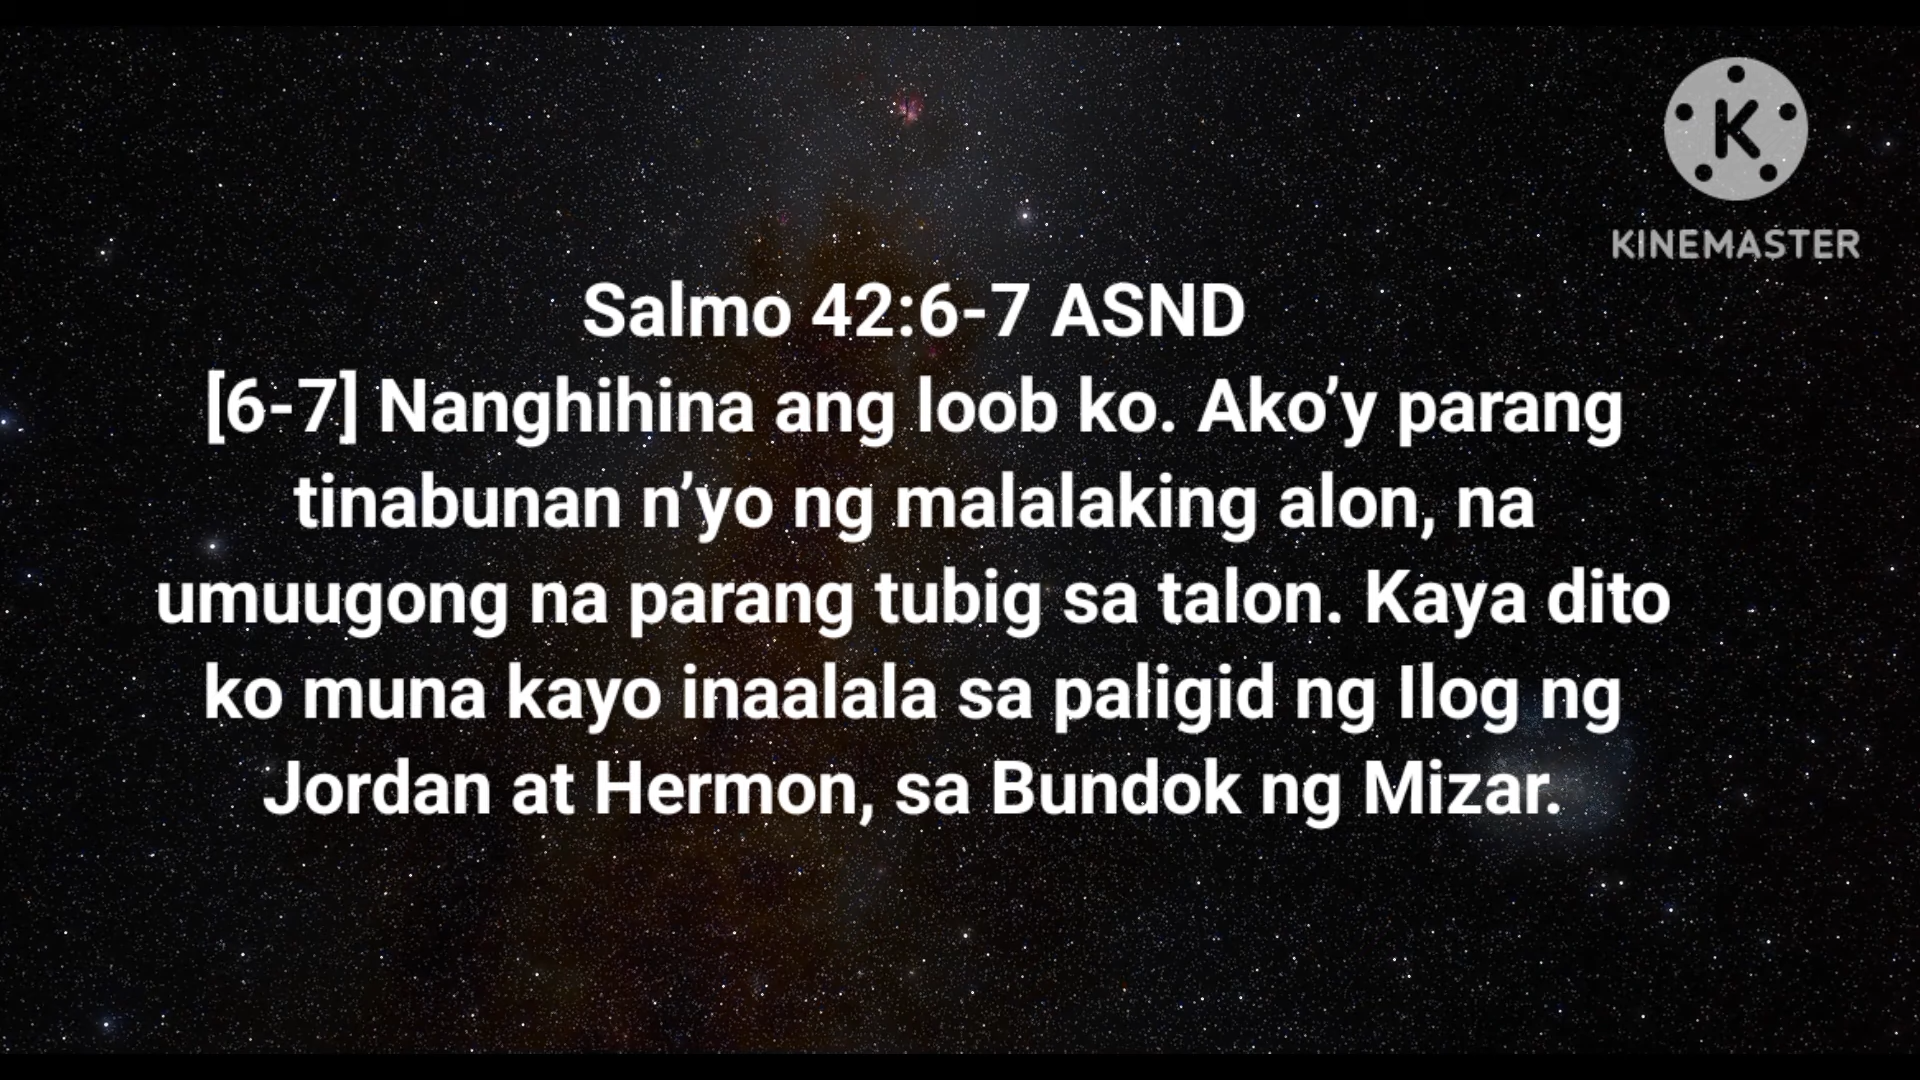 K
KINEMASTER
Salmo 42:6-7 ASND
[6-7] Nanghihina ang loob ko. Ako’y parang
tinabunan n’yo ng malalaking alon, na
umuugong na parang tubig sa talon. Kaya dito
ko muna kayo inaalala sa paligid ng Ilog ng
Jordan at Hermon, sa Bundok ng Mizar.